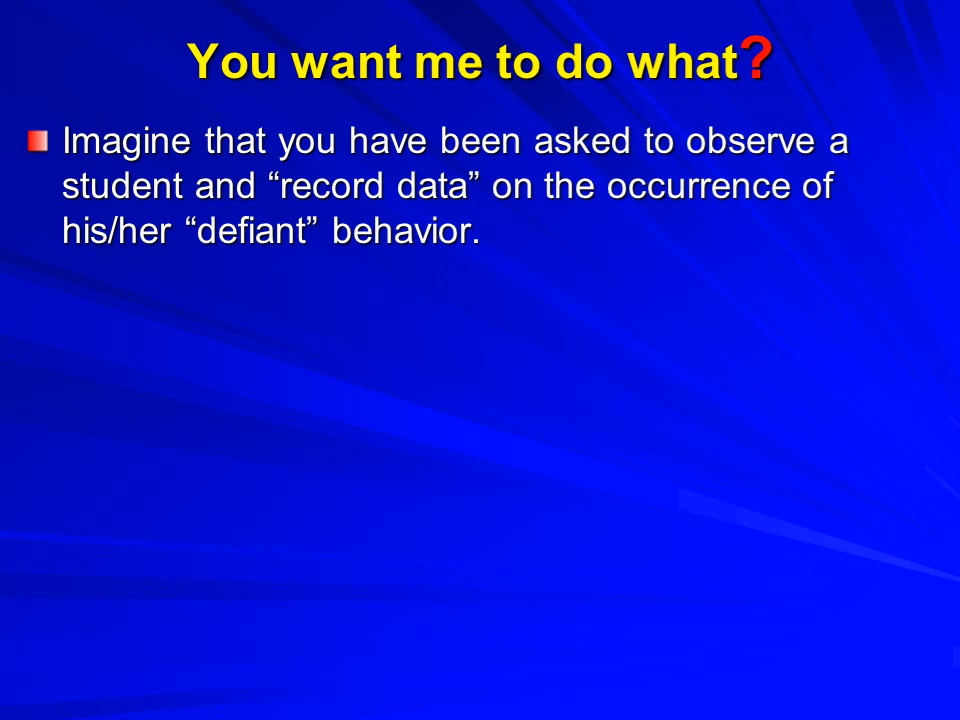 You want me to do what?
Imagine that you have been asked to observe a
student and “record data” on the occurrence of
his/her “defiant” behavior.